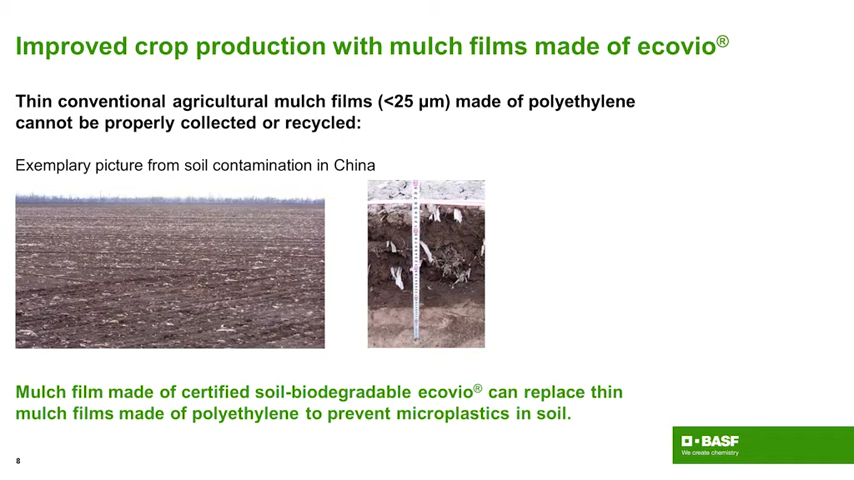 Improved crop production with mulch films made of ecovio®
Thin conventional agricultural mulch films (<25 µm) made of polyethylene
cannot be properly collected or recycled:
Exemplary picture from soil contamination in China
Mulch film made of certified soil-biodegradable ecovio® can replace thin
mulch films made of polyethylene to prevent microplastics in soil.
BASF
We create chemistry
8